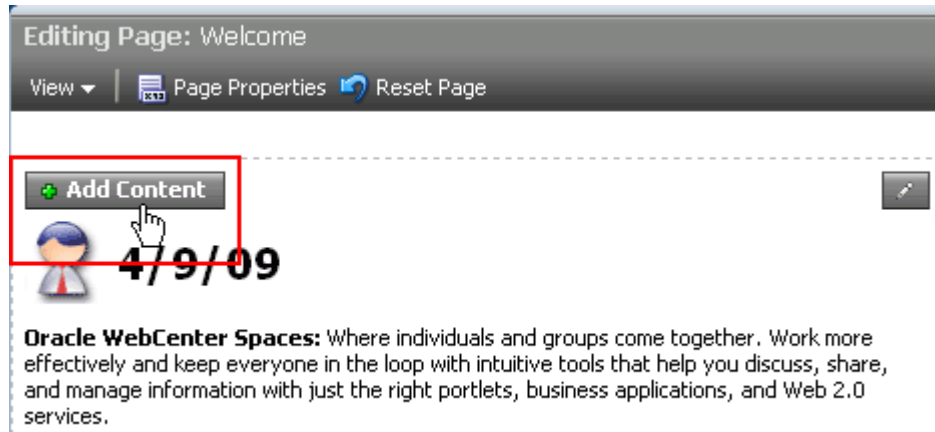 Editing Page: Welcome
View Page Properties Reset Page
Add Content
4/9/09
Oracle WebCenter Spaces: Where individuals and groups come together. Work more
effectively and keep everyone in the loop with intuitive tools that help you discuss, share,
and manage information with just the right portlets, business applications, and Web 2.0
services.